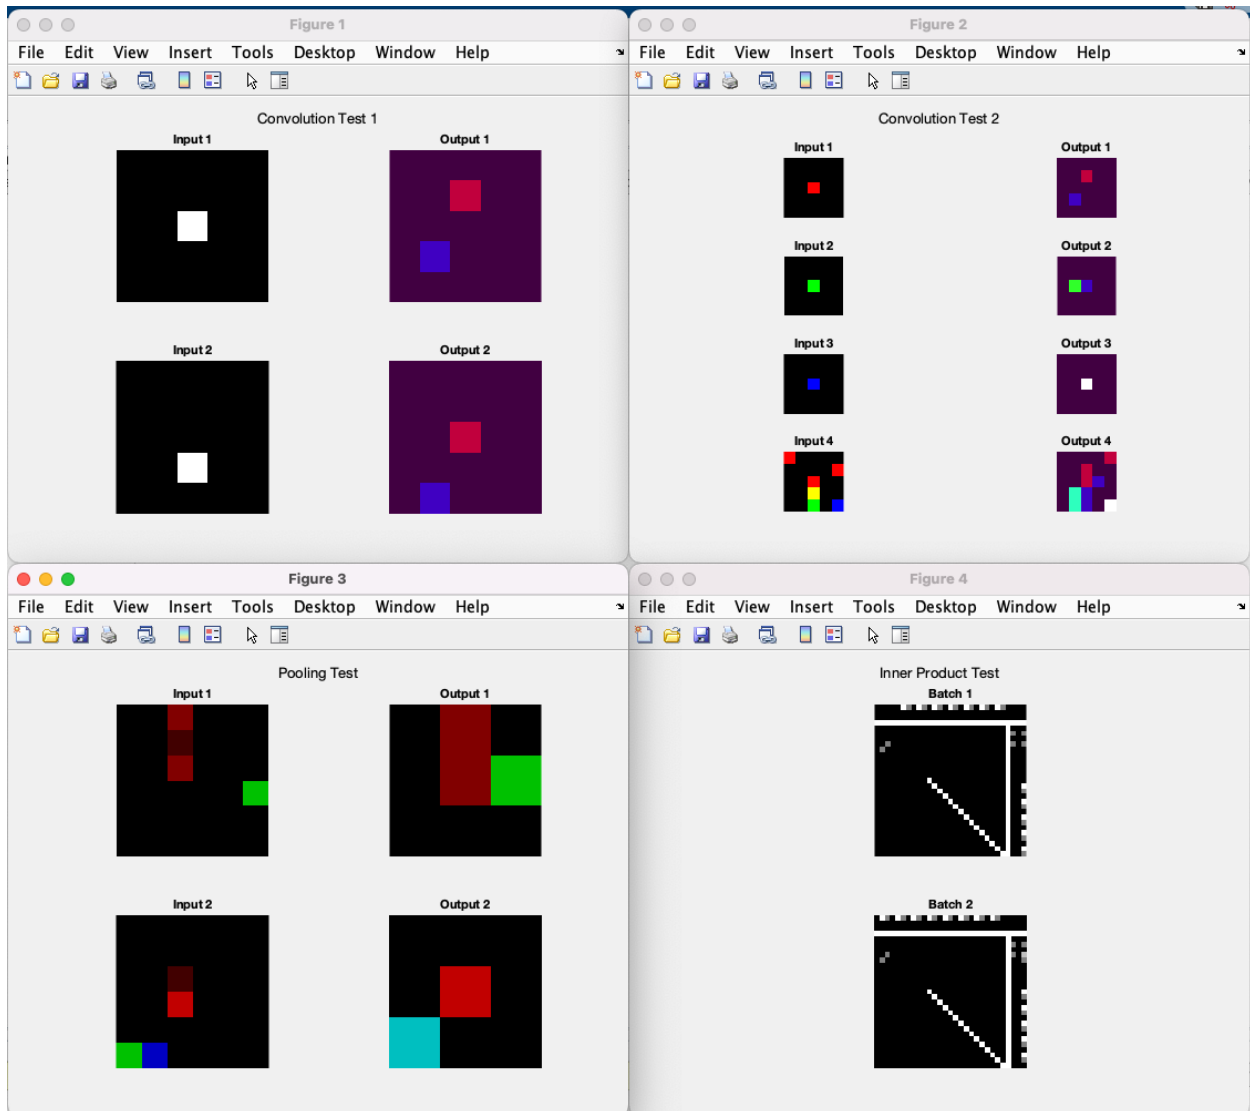 Figure 1
File Edit View Insert Tools Desktop Window Help
Convolution Test 1
Input 1 Output 1
Input 2 Output 2
Figure 2
File Edit View Insert Tools Desktop Window Help
Convolution Test 2
Input 1 Output 1
Input 2 Output 2
Input 3 Output 3
Input 4 Output 4
Figure 3
File Edit View Insert Tools Desktop Window Help
Pooling Test
Input 1 Output 1
Input 2 Output 2
Figure 4
File Edit View Insert Tools Desktop Window Help
Inner Product Test
Batch 1
Batch 2